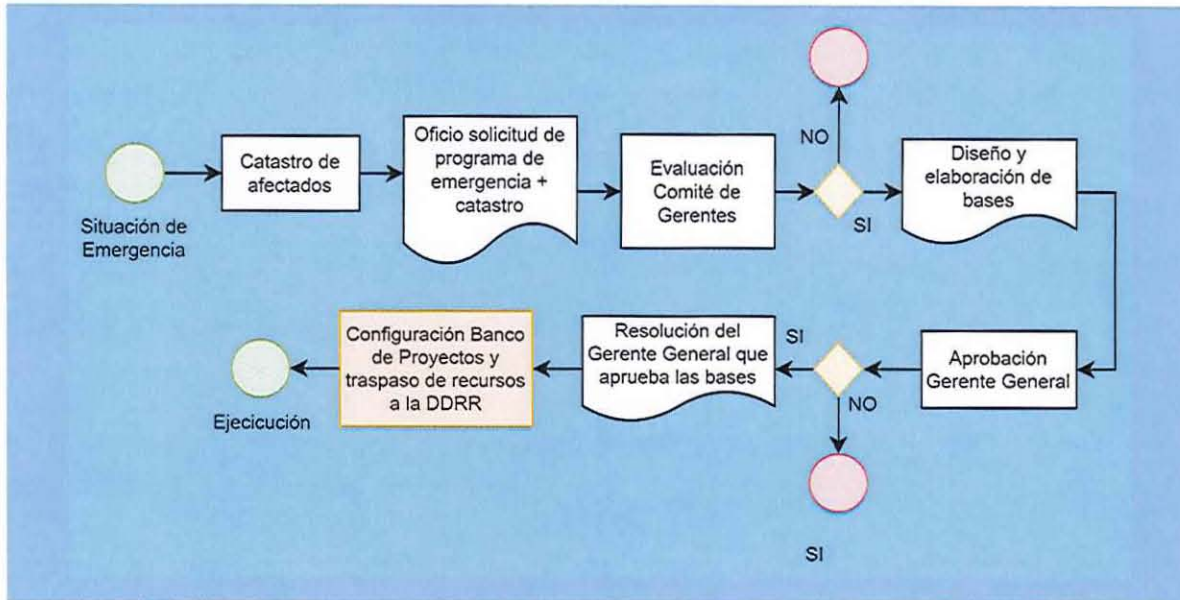 Situación de
Emergencia
Catastro de
afectados
Oficio solicitud de
programa de
emergencia +
catastro
Evaluación
Comité de
Gerentes
NO
SI
Diseño y
elaboración de
bases
Aprobación
Gerente General
NO
SI
Resolución del
Gerente General que
aprueba las bases
Configuración Banco
de Proyectos y
traspaso de recursos
a la DDRR
Ejecicución
SI